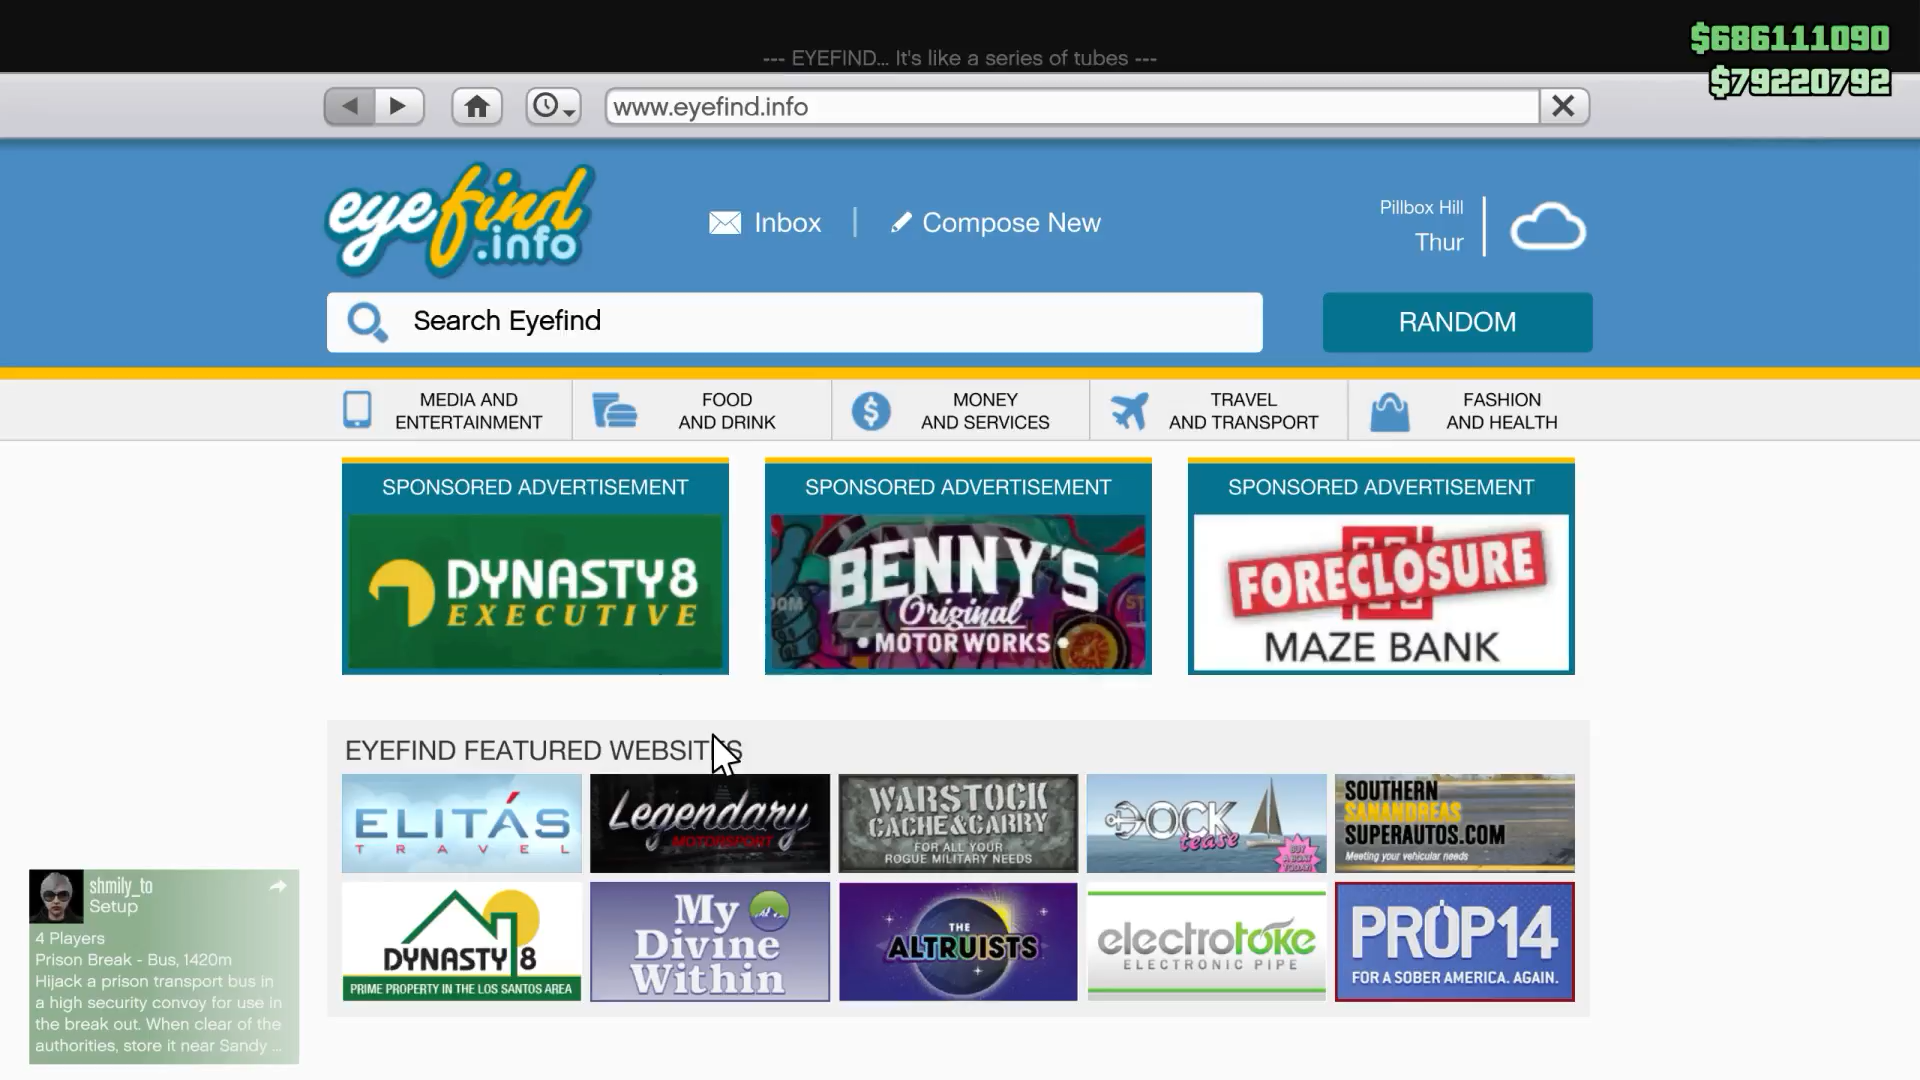 --- EYEFIND... It's like a series of tubes ---
$686111090
$79220792
www.eyefind.info
eyefind
.info
Inbox
Compose New
Pillbox Hill
Thur
Search Eyefind
RANDOM
MEDIA AND
ENTERTAINMENT
FOOD
AND DRINK
MONEY
AND SERVICES
TRAVEL
AND TRANSPORT
FASHION
AND HEALTH
SPONSORED ADVERTISEMENT
DYNASTY8
EXECUTIVE
SPONSORED ADVERTISEMENT
BENNY'S
Original
MOTOR WORKS
SPONSORED ADVERTISEMENT
FORECLOSURE
MAZE BANK
EYEFIND FEATURED WEBSITES
ELITÁS
TRAVEL
Legendary
MOTORSPORT
WARSTOCK
CACHE&CARRY
FOR ALL YOUR
ROGUE MILITARY NEEDS
DOCK
tease
BUY
A BOAT
TODAY!
SOUTHERN
SANANDREAS
SUPERAUTOS.COM
Meeting your vehicular needs
DYNASTY 8
PRIME PROPERTY IN THE LOS SANTOS AREA
My
Divine
Within
THE
ALTRUISTS
electrotoke
ELECTRONIC PIPE
PROP14
FOR A SOBER AMERICA. AGAIN.
shmily_to
Setup
4 Players
Prison Break - Bus, 1420m
Hijack a prison transport bus in
a high security convoy for use in
the break out. When clear of the
authorities, store it near Sandy ...